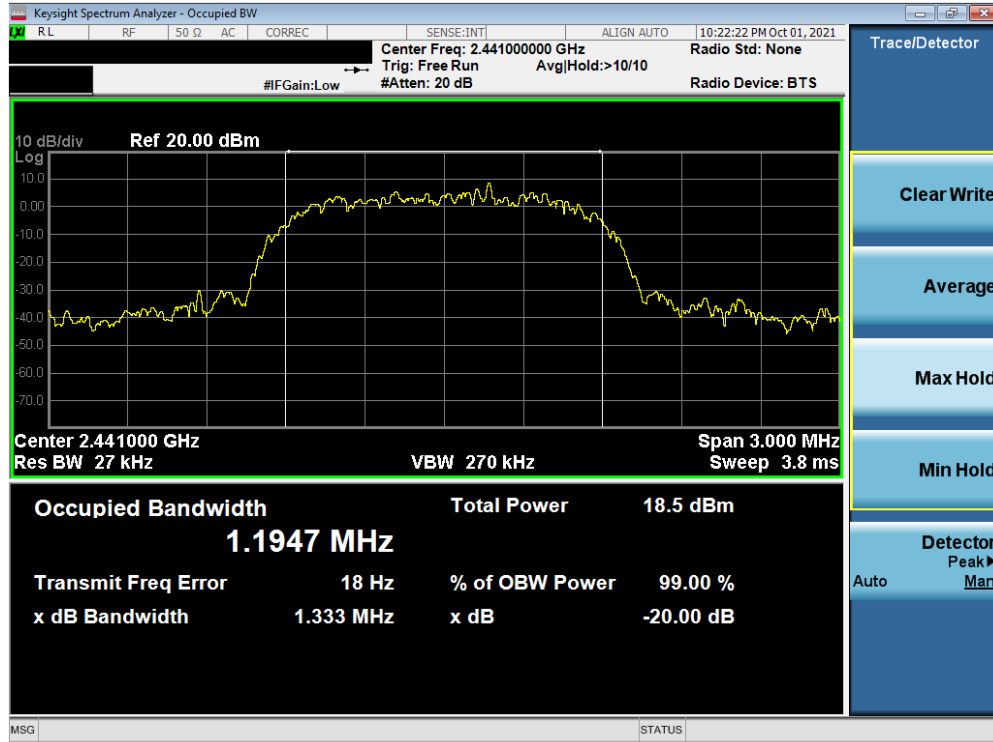 Keysight Spectrum Analyzer - Occupied BW
LXI RL RF 50 Ω AC CORREC SENSE:INT ALIGN AUTO 10:22:22 PM Oct 01, 2021
Center Freq: 2.441000000 GHz Radio Std: None
Trig: Free Run Avg|Hold:>10/10
#IFGain:Low #Atten: 20 dB Radio Device: BTS
Trace/Detector
10 dB/div Ref 20.00 dBm
Log
10.0
0.00
-10.0
-20.0
-30.0
-40.0
-50.0
-60.0
-70.0
Center 2.441000 GHz Span 3.000 MHz
Res BW 27 kHz VBW 270 kHz Sweep 3.8 ms
Occupied Bandwidth Total Power 18.5 dBm
1.1947 MHz
Transmit Freq Error 18 Hz % of OBW Power 99.00 %
x dB Bandwidth 1.333 MHz x dB -20.00 dB
Clear Write
Average
Max Hold
Min Hold
Detector
Peak
Auto Man
MSG STATUS